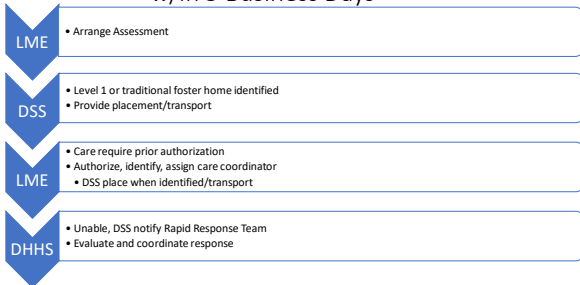 Business Days
LME
• Arrange Assessment
DSS
• Level 1 or traditional foster home identified
• Provide placement/transport
LME
• Care require prior authorization
• Authorize, identify, assign care coordinator
• DSS place when identified/transport
DHHS
• Unable, DSS notify Rapid Response Team
• Evaluate and coordinate response